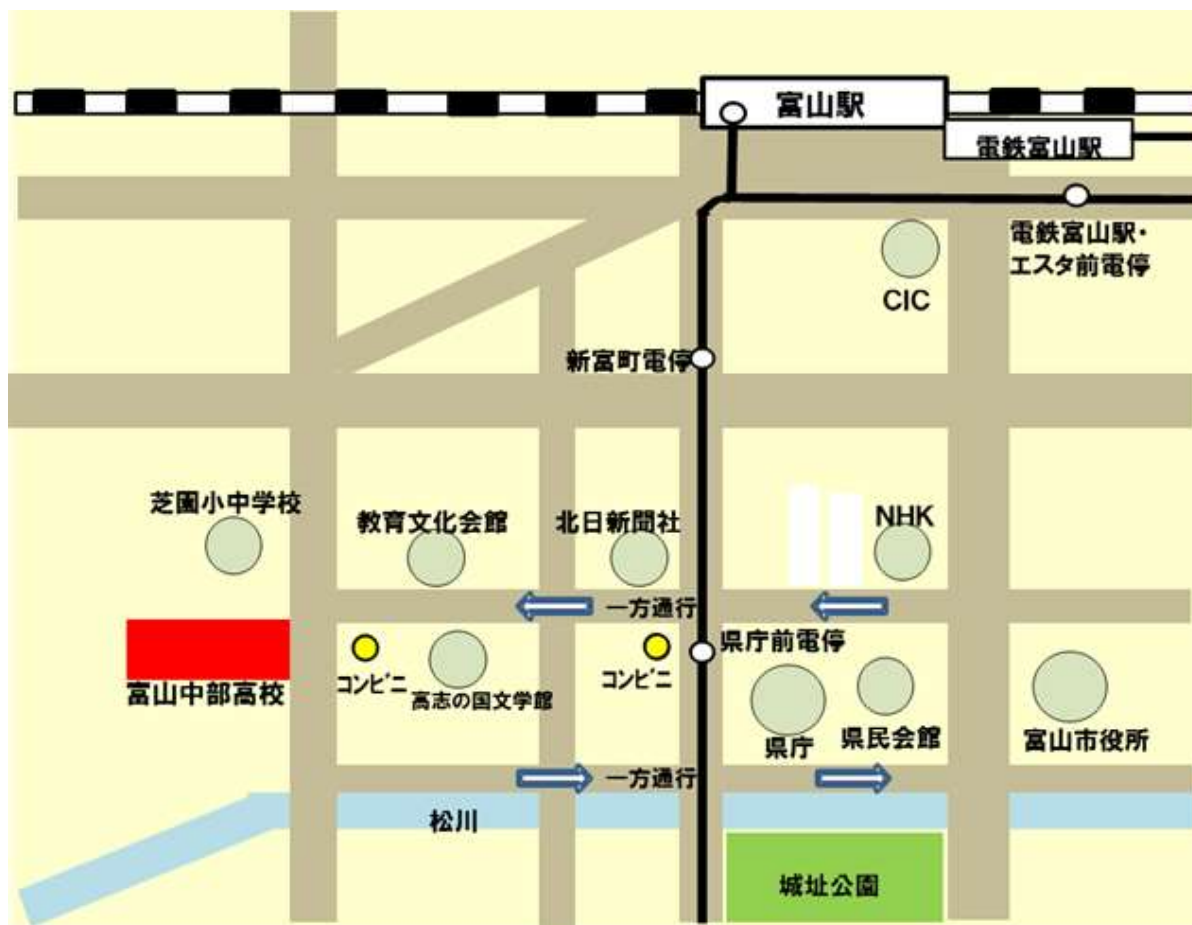 富山駅
電鉄富山駅
電鉄富山駅・
エスタ前電停
CIC
新富町電停
芝園小中学校
教育文化会館
北日新聞社
NHK
一方通行
県庁前電停
富山中部高校
コンビニ
高志の国文学館
コンビニ
県庁
県民会館
富山市役所
一方通行
松川
城址公園